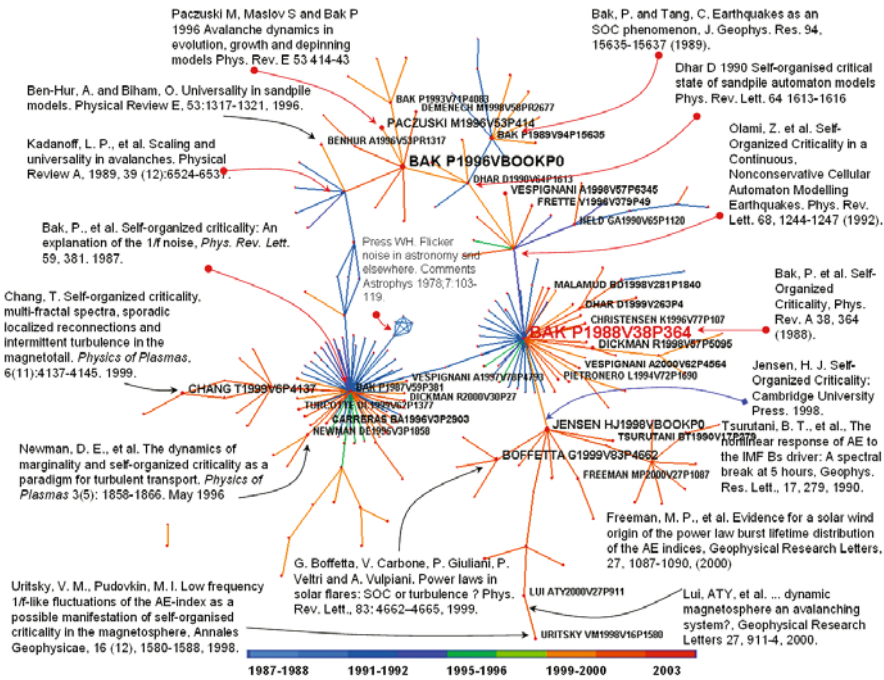 Paczuski M, Maslov S and Bak P
1996 Avalanche dynamics in
evolution, growth and depinning
models Phys. Rev. E 53 414-43
Bak, P. and Tang, C. Earthquakes as an
SOC phenomenon, J. Geophys. Res. 94,
15635-15637 (1989).
Dhar D 1990 Self-organised critical
state of sandpile automaton models
Phys. Rev. Lett. 64 1613-1616
Ben-Hur, A. and Biham, O. Universality in sandpile
models. Physical Review E, 53:1317-1321, 1996.
Kadanoff, L. P., et al. Scaling and
universality in avalanches. Physical
Review A, 1989, 39 (12):6524-6537.
Olami, Z. et al. Self-
Organized Criticality in a
Continuous,
Nonconservative Cellular
Automaton Modelling
Earthquakes. Phys. Rev.
Lett. 68, 1244-1247 (1992).
BAK P1993V71P4083
DEMENECH M1998V58PR2677
PACZUSKI M1996V53P414
BENHUR A1996V53PR1317
BAK P1989V94P15635
BAK P1996VBOOKP0
DHAR D1990V64P1613
VESPIGNANI A1998V57P6345
FRETTE V1996V379P49
HELD GA1990V65P1120
Bak, P., et al. Self-organized criticality: An
explanation of the 1/f noise, Phys. Rev. Lett.
59, 381. 1987.
Press WH. Flicker
noise in astronomy and
elsewhere. Comments
Astrophys 1978;7:103-
119.
Bak, P. et al. Self-
Organized
Criticality, Phys.
Rev. A 38, 364
(1988).
MALAMUD BD1998V281P1840
DHAR D1999V263P4
CHRISTENSEN K1996V77P107
BAK P1988V38P364
DICKMAN R1998V57P5095
VESPIGNANI A2000V62P4564
PIETRONERO L1994V72P1690
Chang, T. Self-organized criticality,
multi-fractal spectra, sporadic
localized reconnections and
intermittent turbulence in the
magnetotail. Physics of Plasmas,
6(11):4137-4145. 1999.
CHANG T1999V6P4137
VESPIGNANI A1997V78P4793
BAK P1987V59P381
DICKMAN R2000V30P27
TURCOTTE DL1999V62P1377
CARRERAS BA1996V3P2903
NEWMAN DE1996V3P1858
Jensen, H. J. Self-
Organized Criticality:
Cambridge University
Press. 1998.
JENSEN HJ1998VBOOKP0
TSURUTANI BT1990V17P279
BOFFETTA G1999V83P4662
FREEMAN MP2000V27P1087
Tsurutani, B. T., et al., The
nonlinear response of AE to
the IMF Bs driver: A spectral
break at 5 hours, Geophys.
Res. Lett., 17, 279, 1990.
Newman, D. E., et al. The dynamics of
marginality and self-organized criticality as a
paradigm for turbulent transport. Physics of
Plasmas 3(5): 1858-1866. May 1996
Freeman, M. P., et al. Evidence for a solar wind
origin of the power law burst lifetime distribution
of the AE indices, Geophysical Research Letters,
27, 1087-1090, (2000)
G. Boffetta, V. Carbone, P. Giuliani, P.
Veltri and A. Vulpiani. Power laws in
solar flares: SOC or turbulence ? Phys.
Rev. Lett., 83: 4662–4665, 1999.
Uritsky, V. M., Pudovkin, M. I. Low frequency
1/f-like fluctuations of the AE-index as a
possible manifestation of self-organised
criticality in the magnetosphere, Annales
Geophysicae, 16 (12), 1580-1588, 1998.
LUI ATY2000V27P911
URITSKY VM1998V16P1580
Lui, ATY, et al. ... dynamic
magnetosphere an avalanching
system?, Geophysical Research
Letters 27, 911-4, 2000.
1987-1988 1991-1992 1995-1996 1999-2000 2003